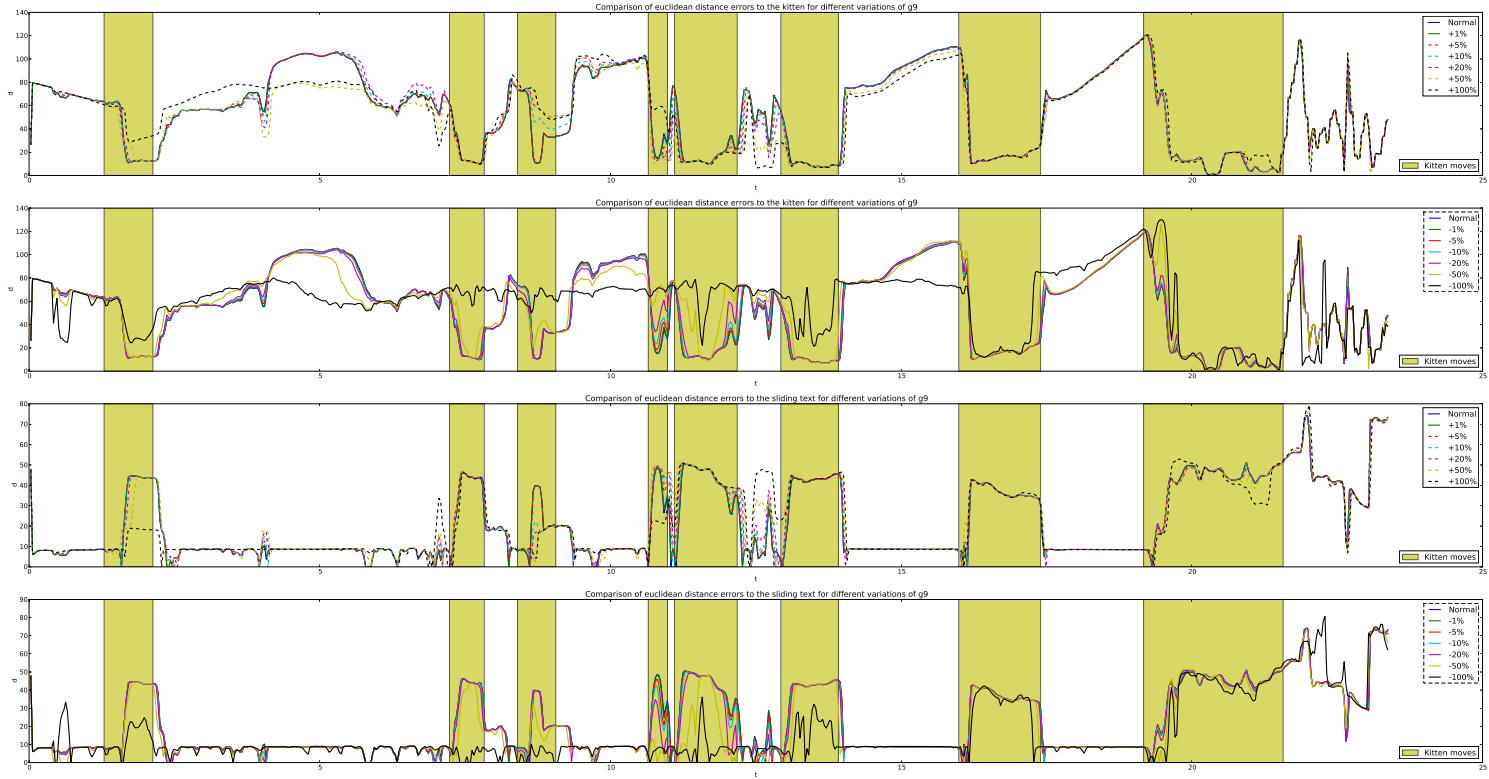 Comparison of euclidean distance errors to the kitten for different variations of g9
140
120
100
80
60
40
20
0
d
0 5 10 15 20 25
t
Normal
+1%
+5%
+10%
+20%
+50%
+100%
Kitten moves
Comparison of euclidean distance errors to the kitten for different variations of g9
140
120
100
80
60
40
20
0
d
0 5 10 15 20 25
t
Normal
-1%
-5%
-10%
-20%
-50%
-100%
Kitten moves
Comparison of euclidean distance errors to the sliding text for different variations of g9
80
70
60
50
40
30
20
10
0
d
0 5 10 15 20 25
t
Normal
+1%
+5%
+10%
+20%
+50%
+100%
Kitten moves
Comparison of euclidean distance errors to the sliding text for different variations of g9
90
80
70
60
50
40
30
20
10
0
d
0 5 10 15 20 25
t
Normal
-1%
-5%
-10%
-20%
-50%
-100%
Kitten moves